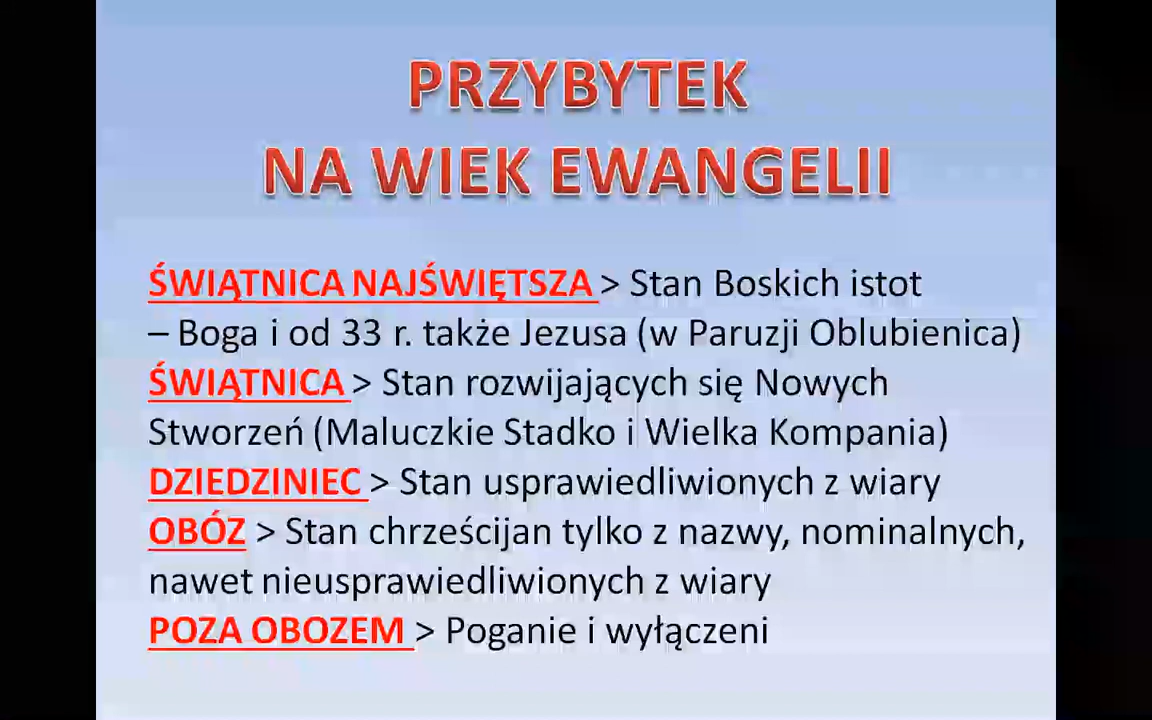 PRZYBYTEK
NA WIEK EWANGELII
ŚWIĄTNICA NAJŚWIĘTSZA > Stan Boskich istot
– Boga i od 33 r. także Jezusa (w Paruzji Oblubienica)
ŚWIĄTNICA > Stan rozwijających się Nowych
Stworzeń (Maluczkie Stadko i Wielka Kompania)
DZIEDZINIEC > Stan usprawiedliwionych z wiary
OBÓZ > Stan chrześcijan tylko z nazwy, nominalnych,
nawet nieusprawiedliwionych z wiary
POZA OBOZEM > Poganie i wyłączeni